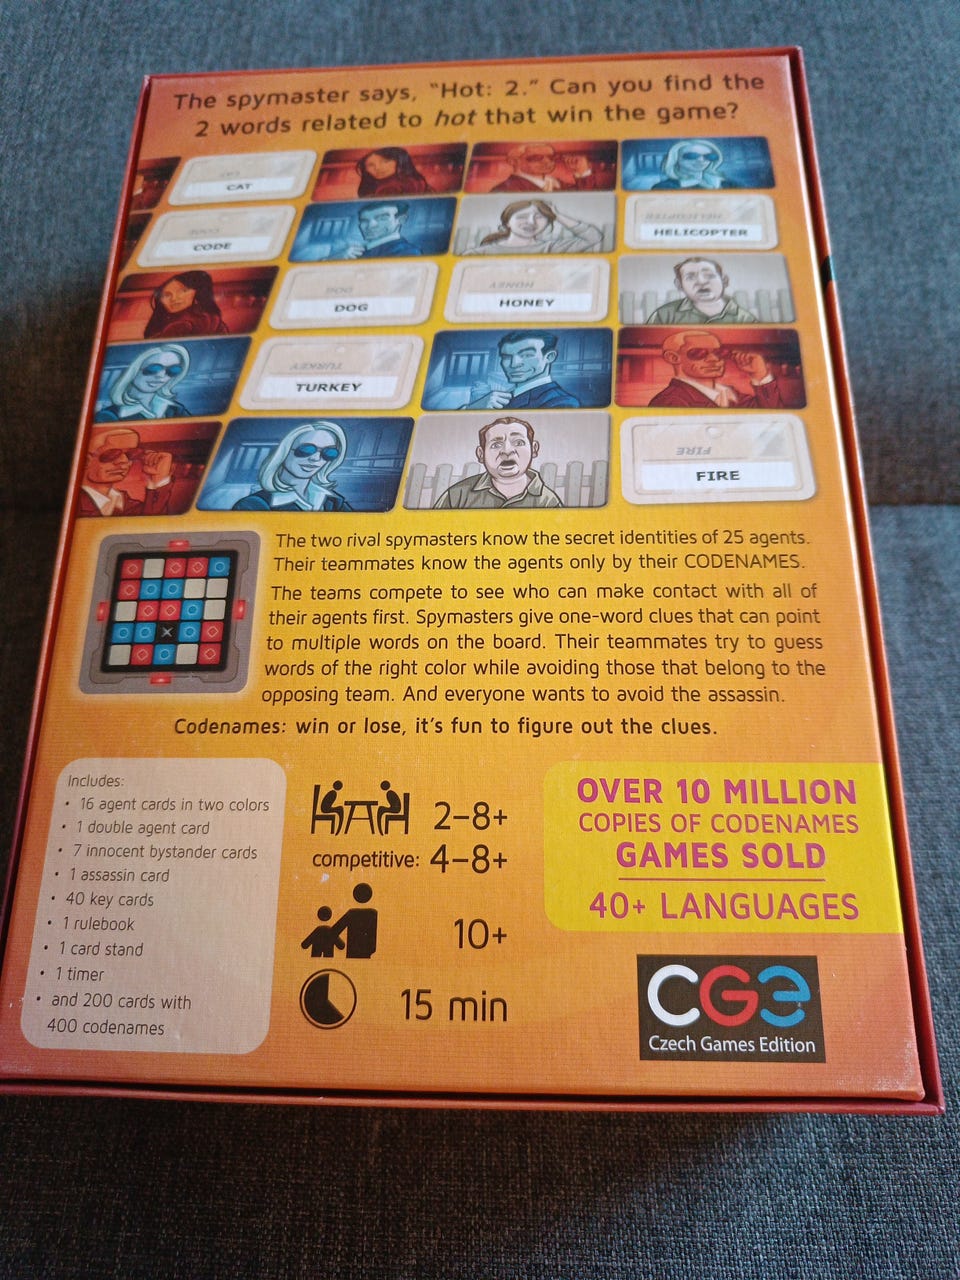 The spymaster says, "Hot: 2." Can you find the
2 words related to hot that win the game?
CAT
CAT
CODE
CODE
HELICOPTER
HELICOPTER
DOG
DOG
HONEY
HONEY
TURKEY
TURKEY
FIRE
FIRE
The two rival spymasters know the secret identities of 25 agents.
Their teammates know the agents only by their CODENAMES.
The teams compete to see who can make contact with all of
their agents first. Spymasters give one-word clues that can point
to multiple words on the board. Their teammates try to guess
words of the right color while avoiding those that belong to the
opposing team. And everyone wants to avoid the assassin.
Codenames: win or lose, it's fun to figure out the clues.
Includes:
• 16 agent cards in two colors
• 1 double agent card
• 7 innocent bystander cards
• 1 assassin card
• 40 key cards
• 1 rulebook
• 1 card stand
• 1 timer
• and 200 cards with
400 codenames
2–8+
competitive: 4–8+
10+
15 min
OVER 10 MILLION
COPIES OF CODENAMES
GAMES SOLD
40+ LANGUAGES
CGE
Czech Games Edition